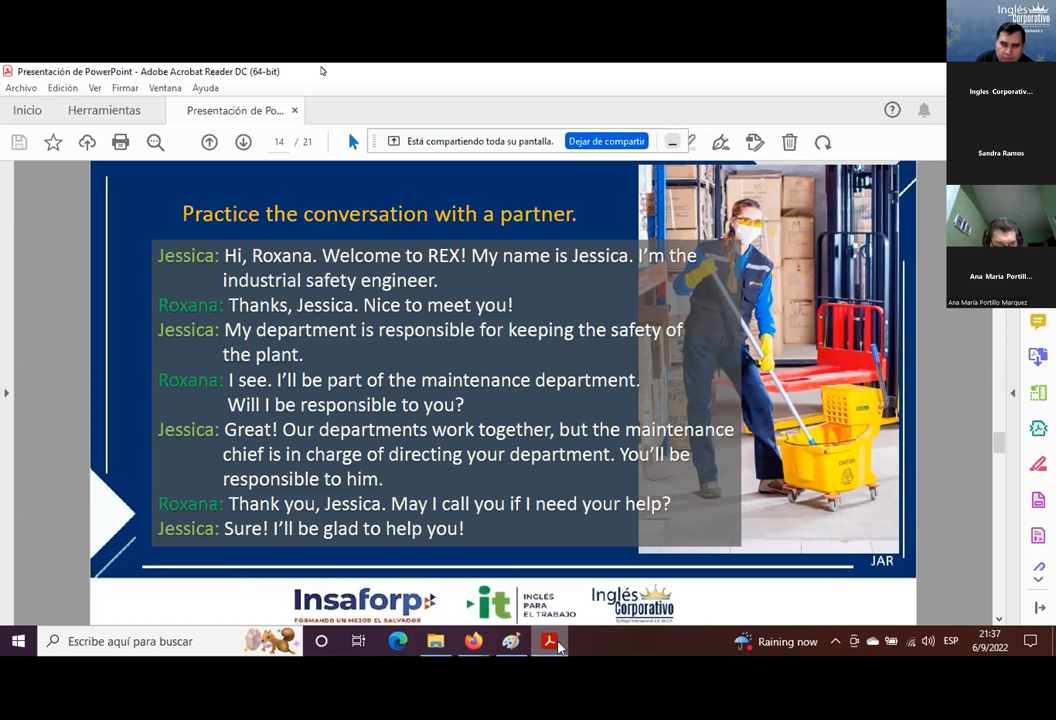 Presentación de PowerPoint - Adobe Acrobat Reader DC (64-bit)
Archivo Edición Ver Firmar Ventana Ayuda
Inicio Herramientas Presentación de Po...
14 / 21
Está compartiendo toda su pantalla. Dejar de compartir
Practice the conversation with a partner.
Jessica: Hi, Roxana. Welcome to REX! My name is Jessica. I'm the
industrial safety engineer.
Roxana: Thanks, Jessica. Nice to meet you!
Jessica: My department is responsible for keeping the safety of
the plant.
Roxana: I see. I'll be part of the maintenance department.
Will I be responsible to you?
Jessica: Great! Our departments work together, but the maintenance
chief is in charge of directing your department. You'll be
responsible to him.
Roxana: Thank you, Jessica. May I call you if I need your help?
Jessica: Sure! I'll be glad to help you!
CAUTION
JAR
Insaforp
FORMANDO UN MEJOR EL SALVADOR
it
INGLES
PARA
EL TRABAJO
Inglés
Corporativo
Escribe aquí para buscar
Raining now
ESP
21:37
6/9/2022
Inglés
Corporativo
Ingles Corporativ...
Sandra Ramos
Ana Maria Portill...
Ana María Portillo Marquez